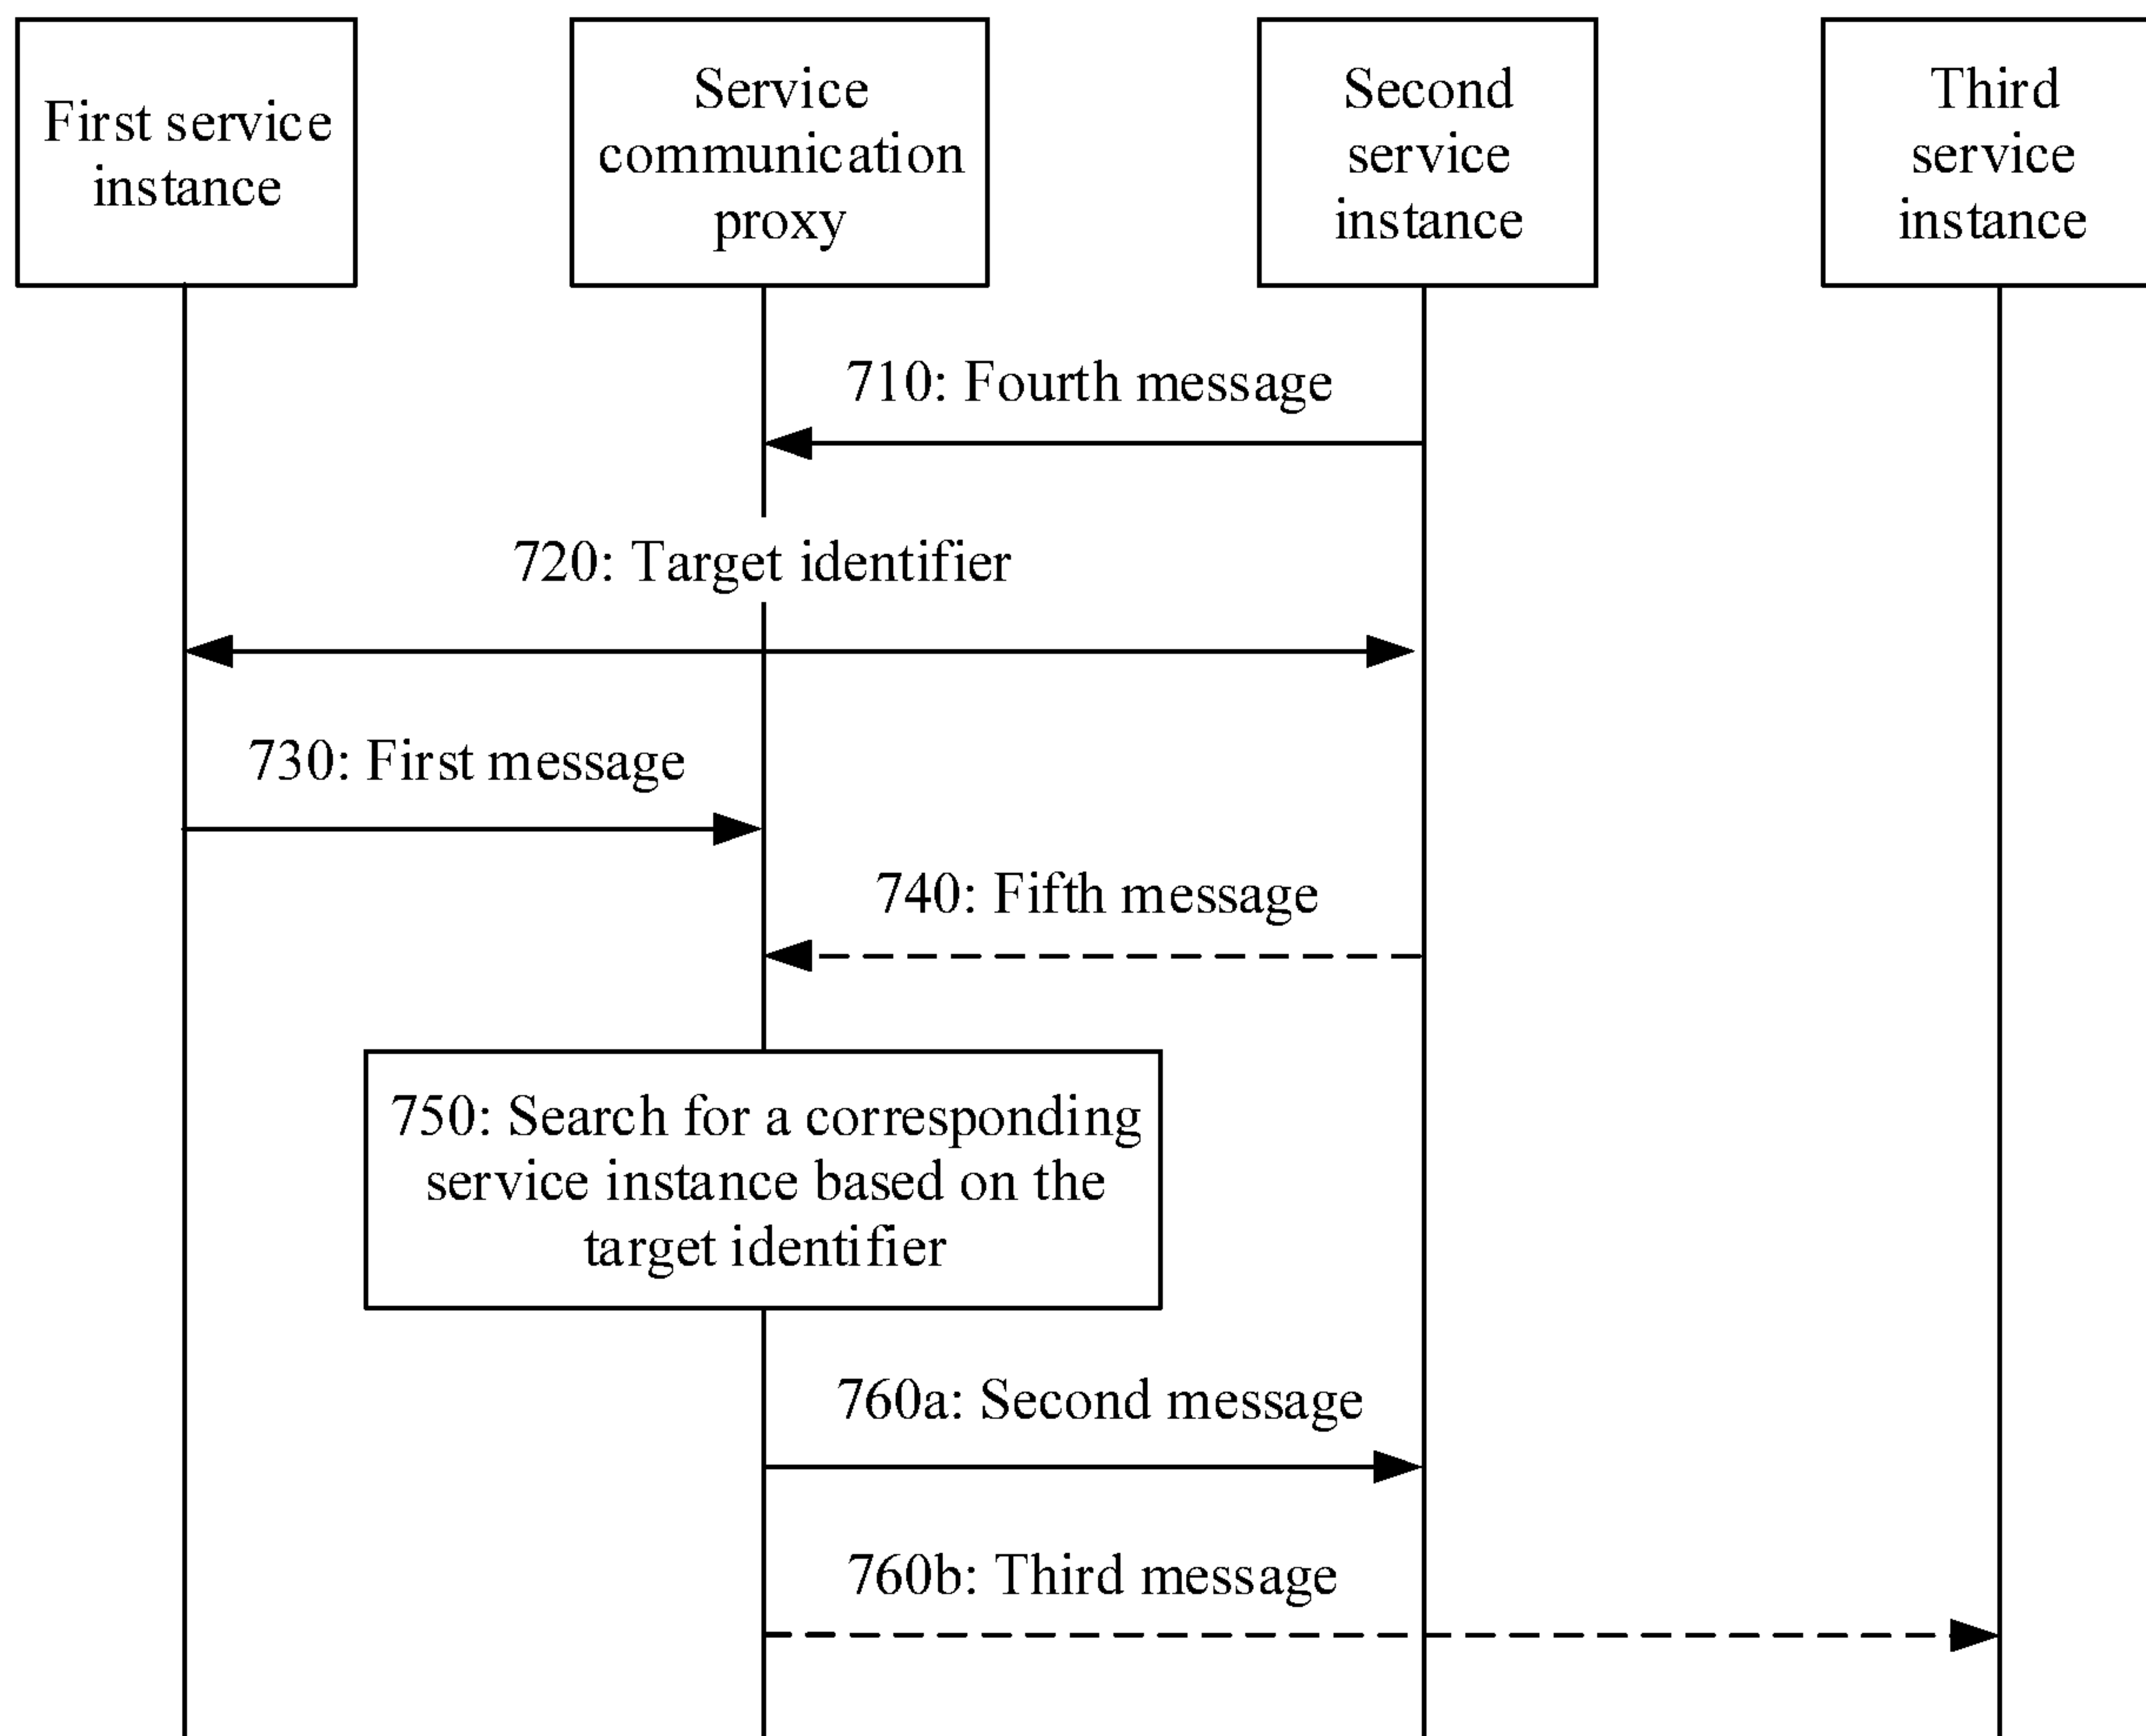 First service
instance
Service
communication
proxy
Second
service
instance
Third
service
instance
710: Fourth message
720: Target identifier
730: First message
740: Fifth message
750: Search for a corresponding
service instance based on the
target identifier
760a: Second message
760b: Third message